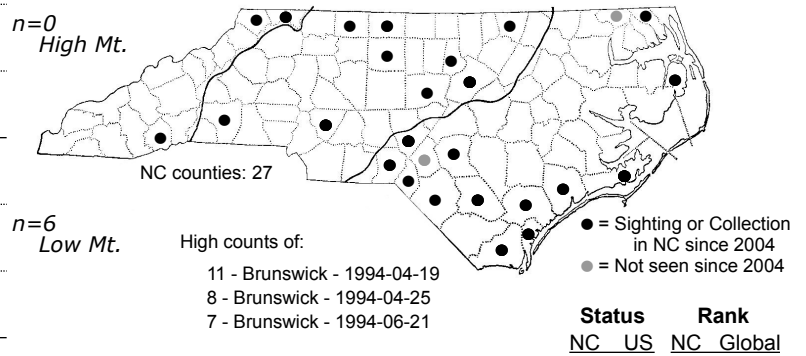 n=0
High Mt.
NC counties: 27
n=6
Low Mt.
High counts of:
11 - Brunswick - 1994-04-19
8 - Brunswick - 1994-04-25
7 - Brunswick - 1994-06-21
= Sighting or Collection
in NC since 2004
= Not seen since 2004
Status Rank
NC US NC Global